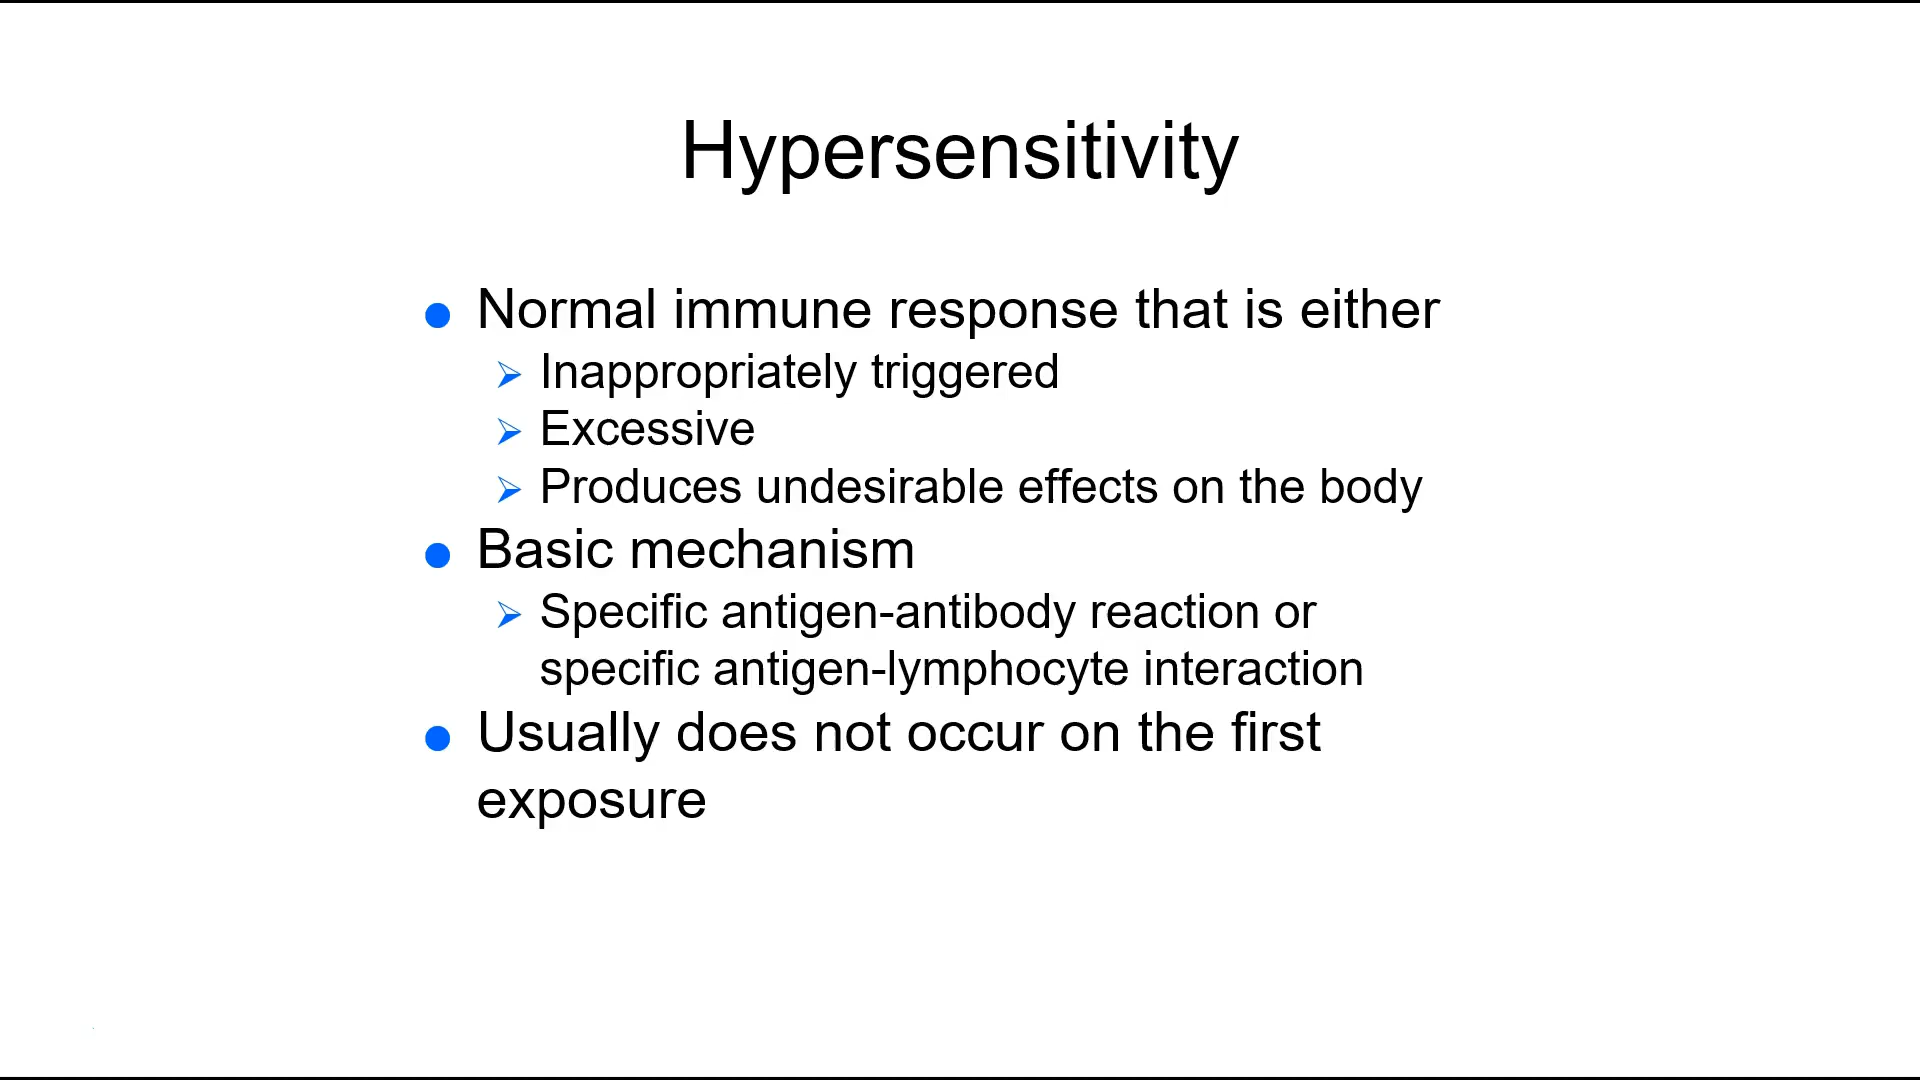 Hypersensitivity
Normal immune response that is either
Inappropriately triggered
Excessive
Produces undesirable effects on the body
Basic mechanism
Specific antigen-antibody reaction or
specific antigen-lymphocyte interaction
Usually does not occur on the first
exposure